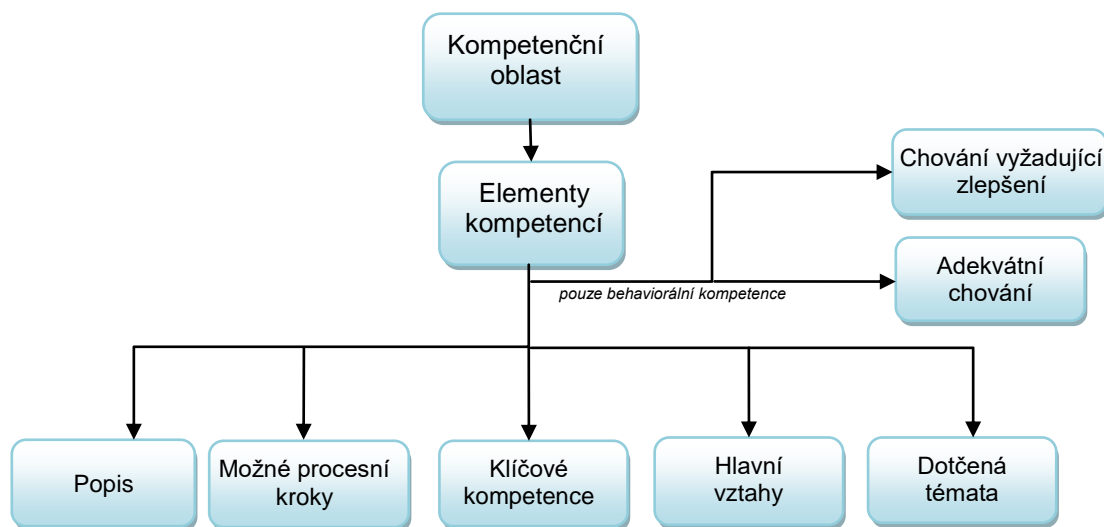 Kompetenční
oblast
Elementy
kompetencí
Chování vyžadující
zlepšení
Adekvátní
chování
pouze behaviorální kompetence
Popis
Možné procesní
kroky
Klíčové
kompetence
Hlavní
vztahy
Dotčená
témata